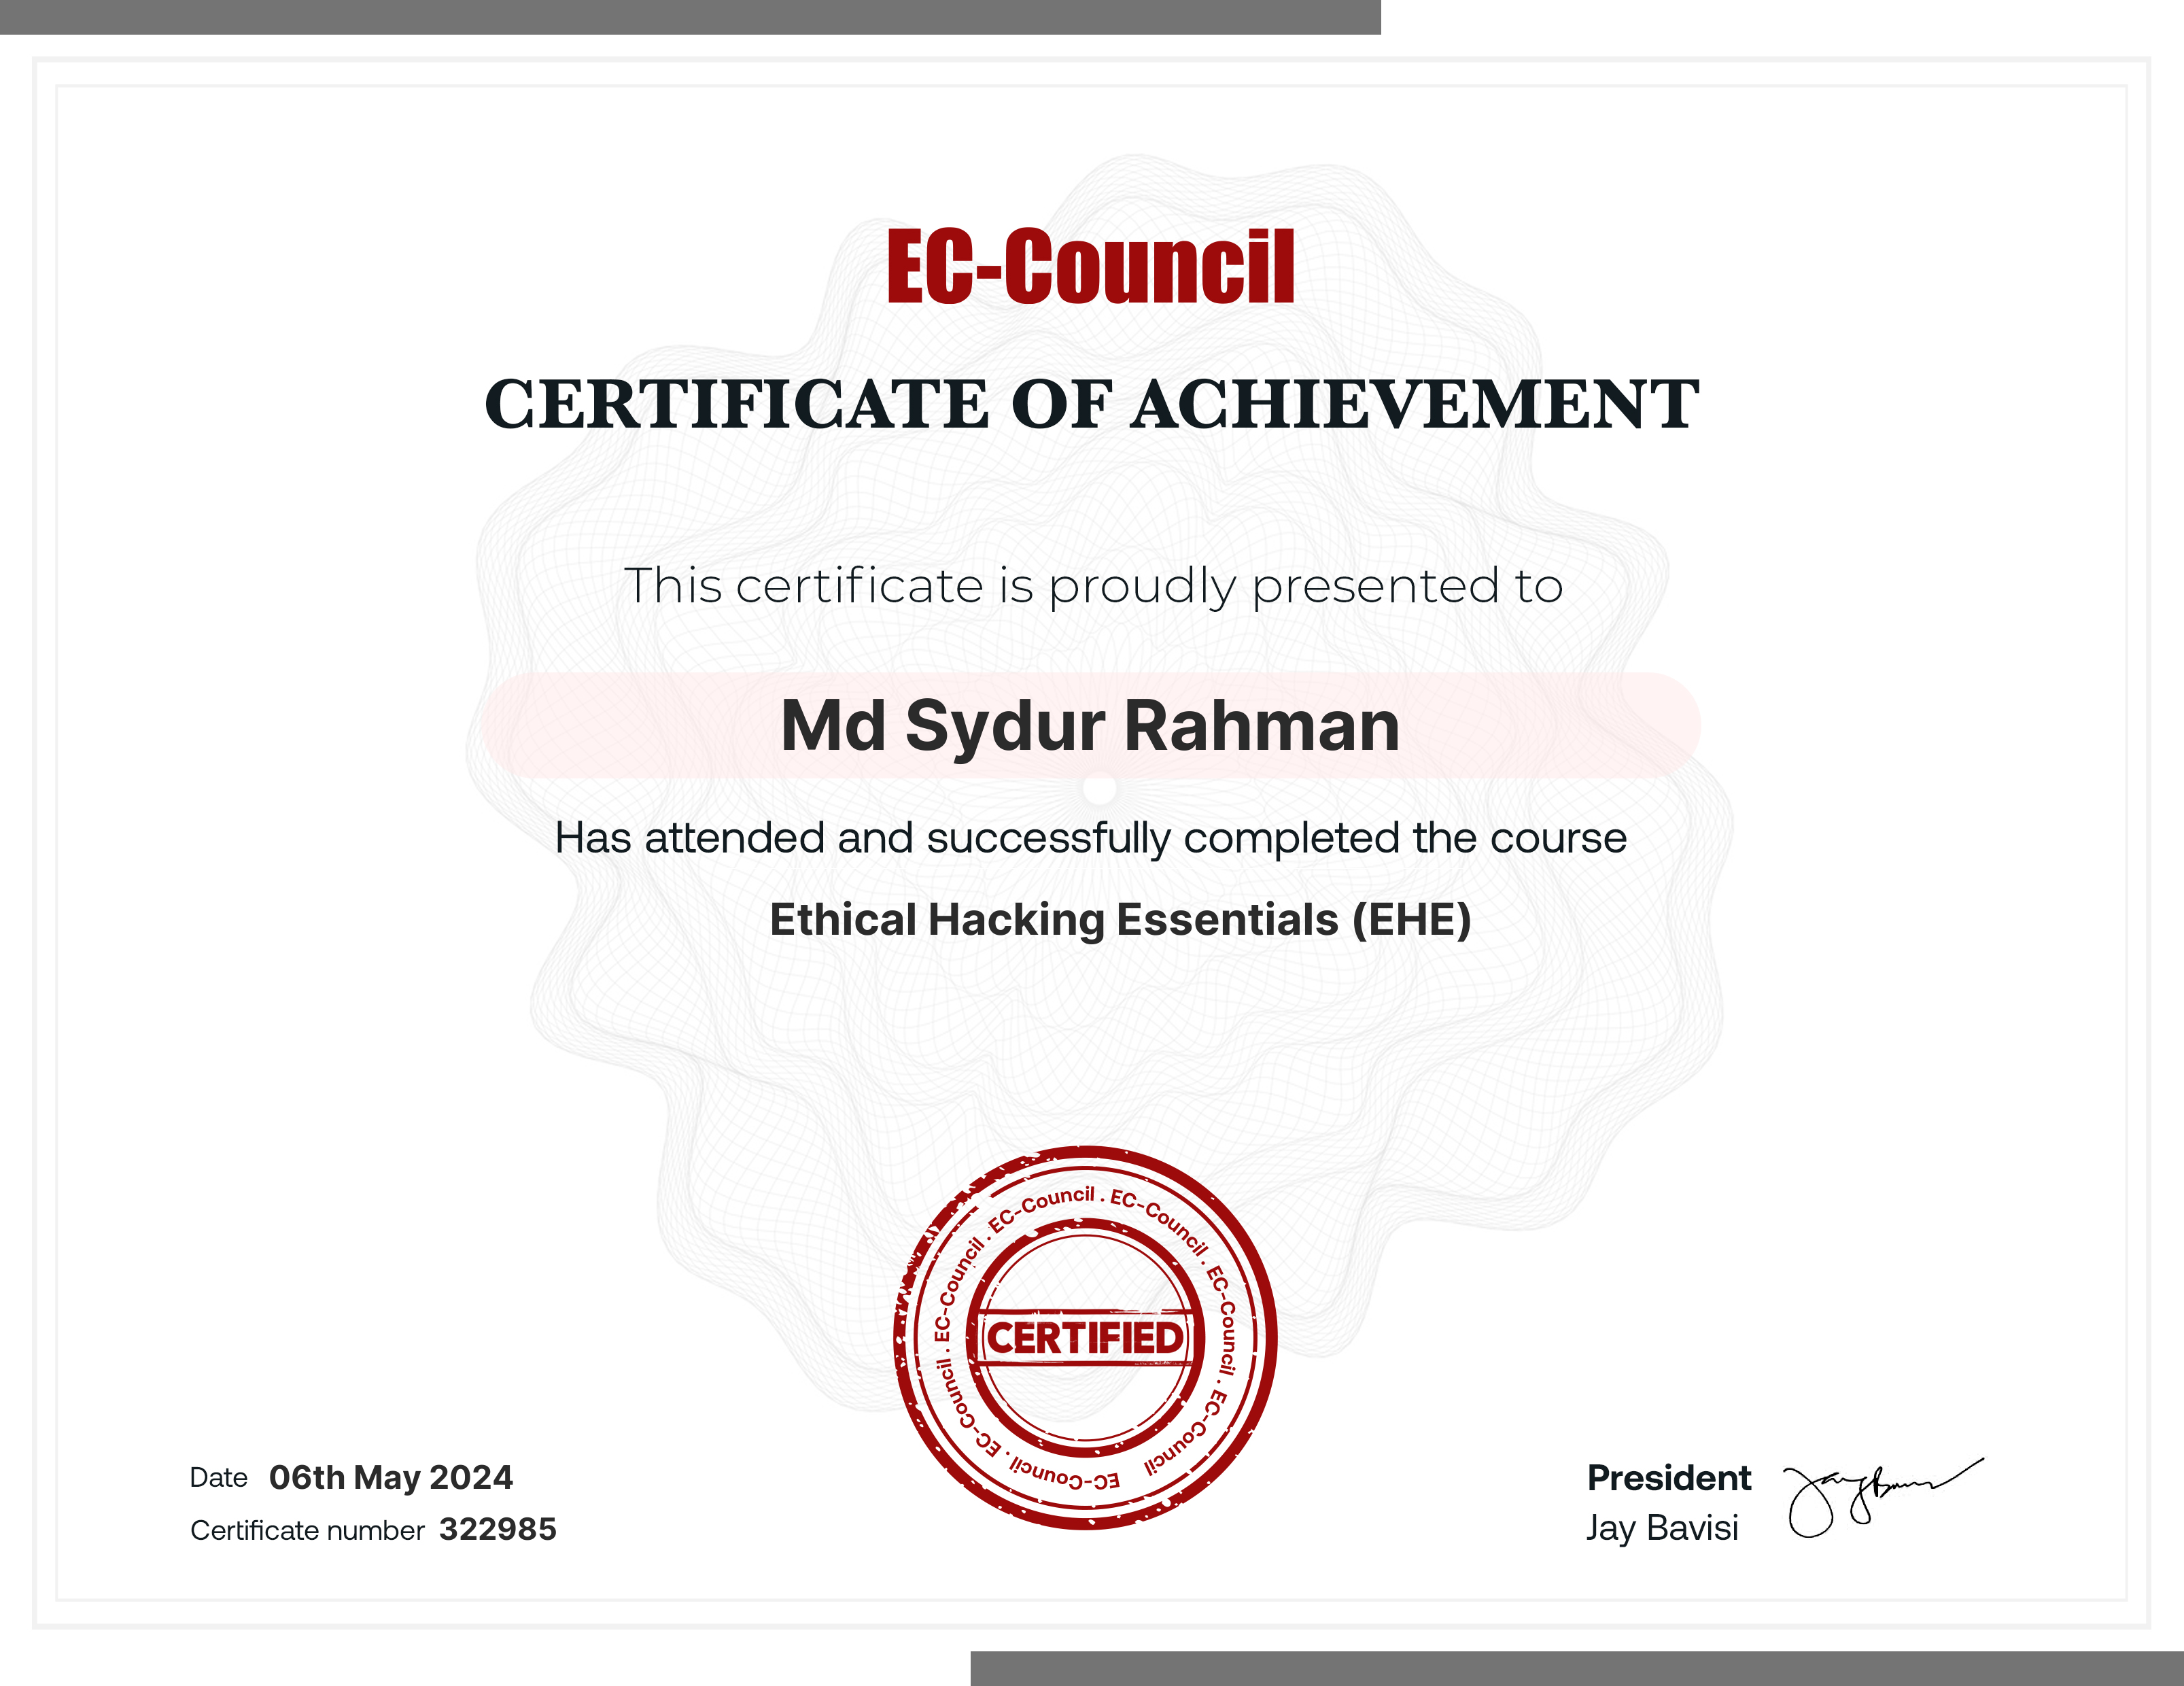 EC-Council
CERTIFICATE OF ACHIEVEMENT
This certificate is proudly presented to
Md Sydur Rahman
Has attended and successfully completed the course
Ethical Hacking Essentials (EHE)
EC-Council . EC-Council . EC-Council . EC-Council . EC-Council . EC-Council . EC-Council . EC-Council
CERTIFIED
Date 06th May 2024
Certificate number 322985
President
Jay Bavisi